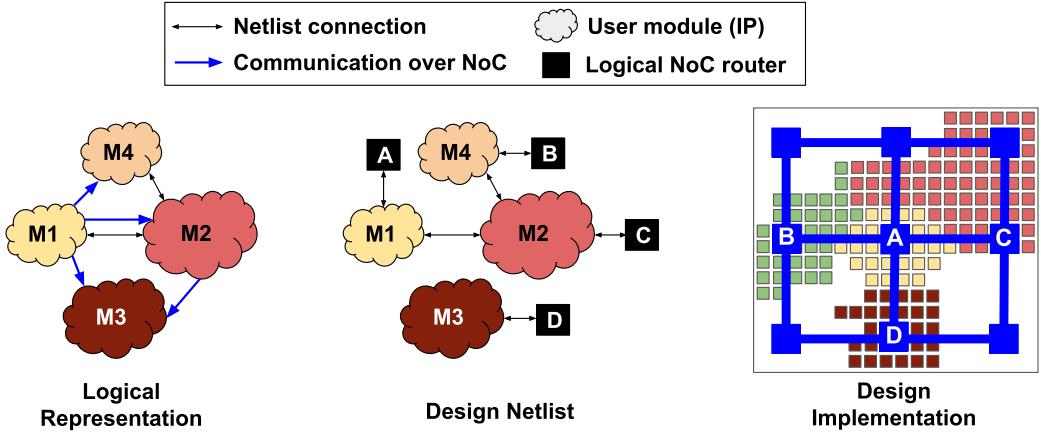 Netlist connection
User module (IP)
Communication over NoC
Logical NoC router
M4
M1
M2
M3
Logical
Representation
A
M4
B
M1
M2
C
M3
D
Design Netlist
B
A
C
D
Design
Implementation